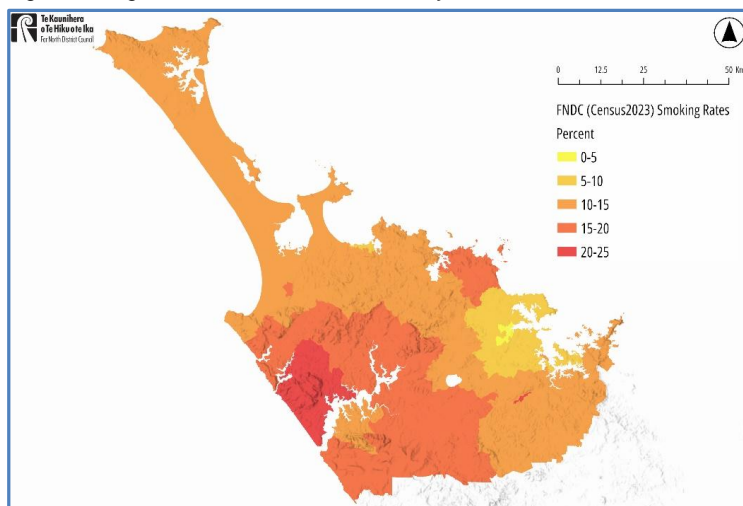 Te Kaunihera
o Te Hiku o te Ika
Far North District Council
0 12.5 25 50 Km
FNDC (Census2023) Smoking Rates
Percent
0-5
5-10
10-15
15-20
20-25